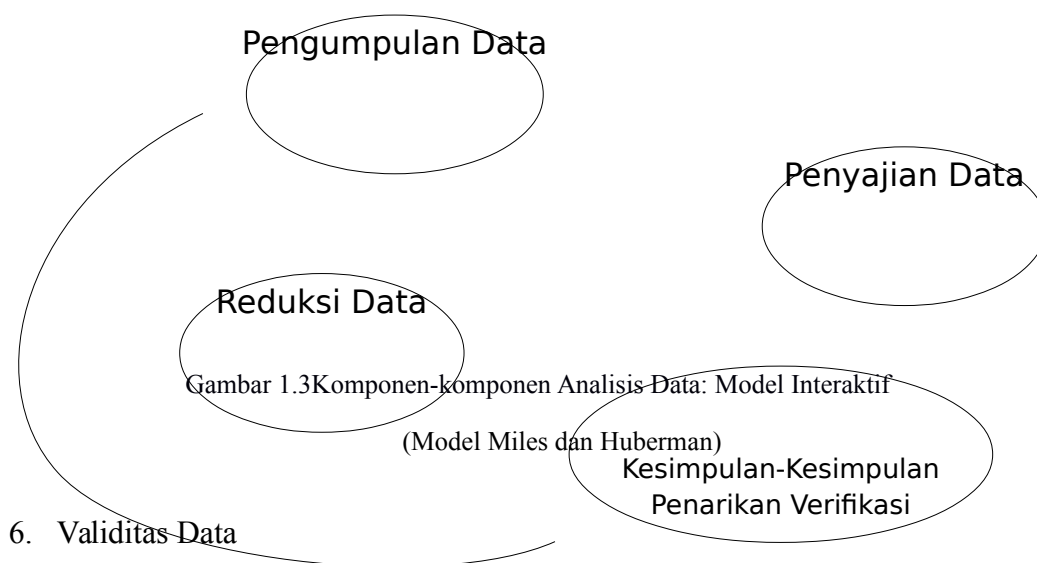 Pengumpulan Data
Penyajian Data
Reduksi Data
Gambar 1.3Komponen-komponen Analisis Data: Model Interaktif
(Model Miles dan Huberman)
Kesimpulan-Kesimpulan
Penarikan Verifikasi
6. Validitas Data